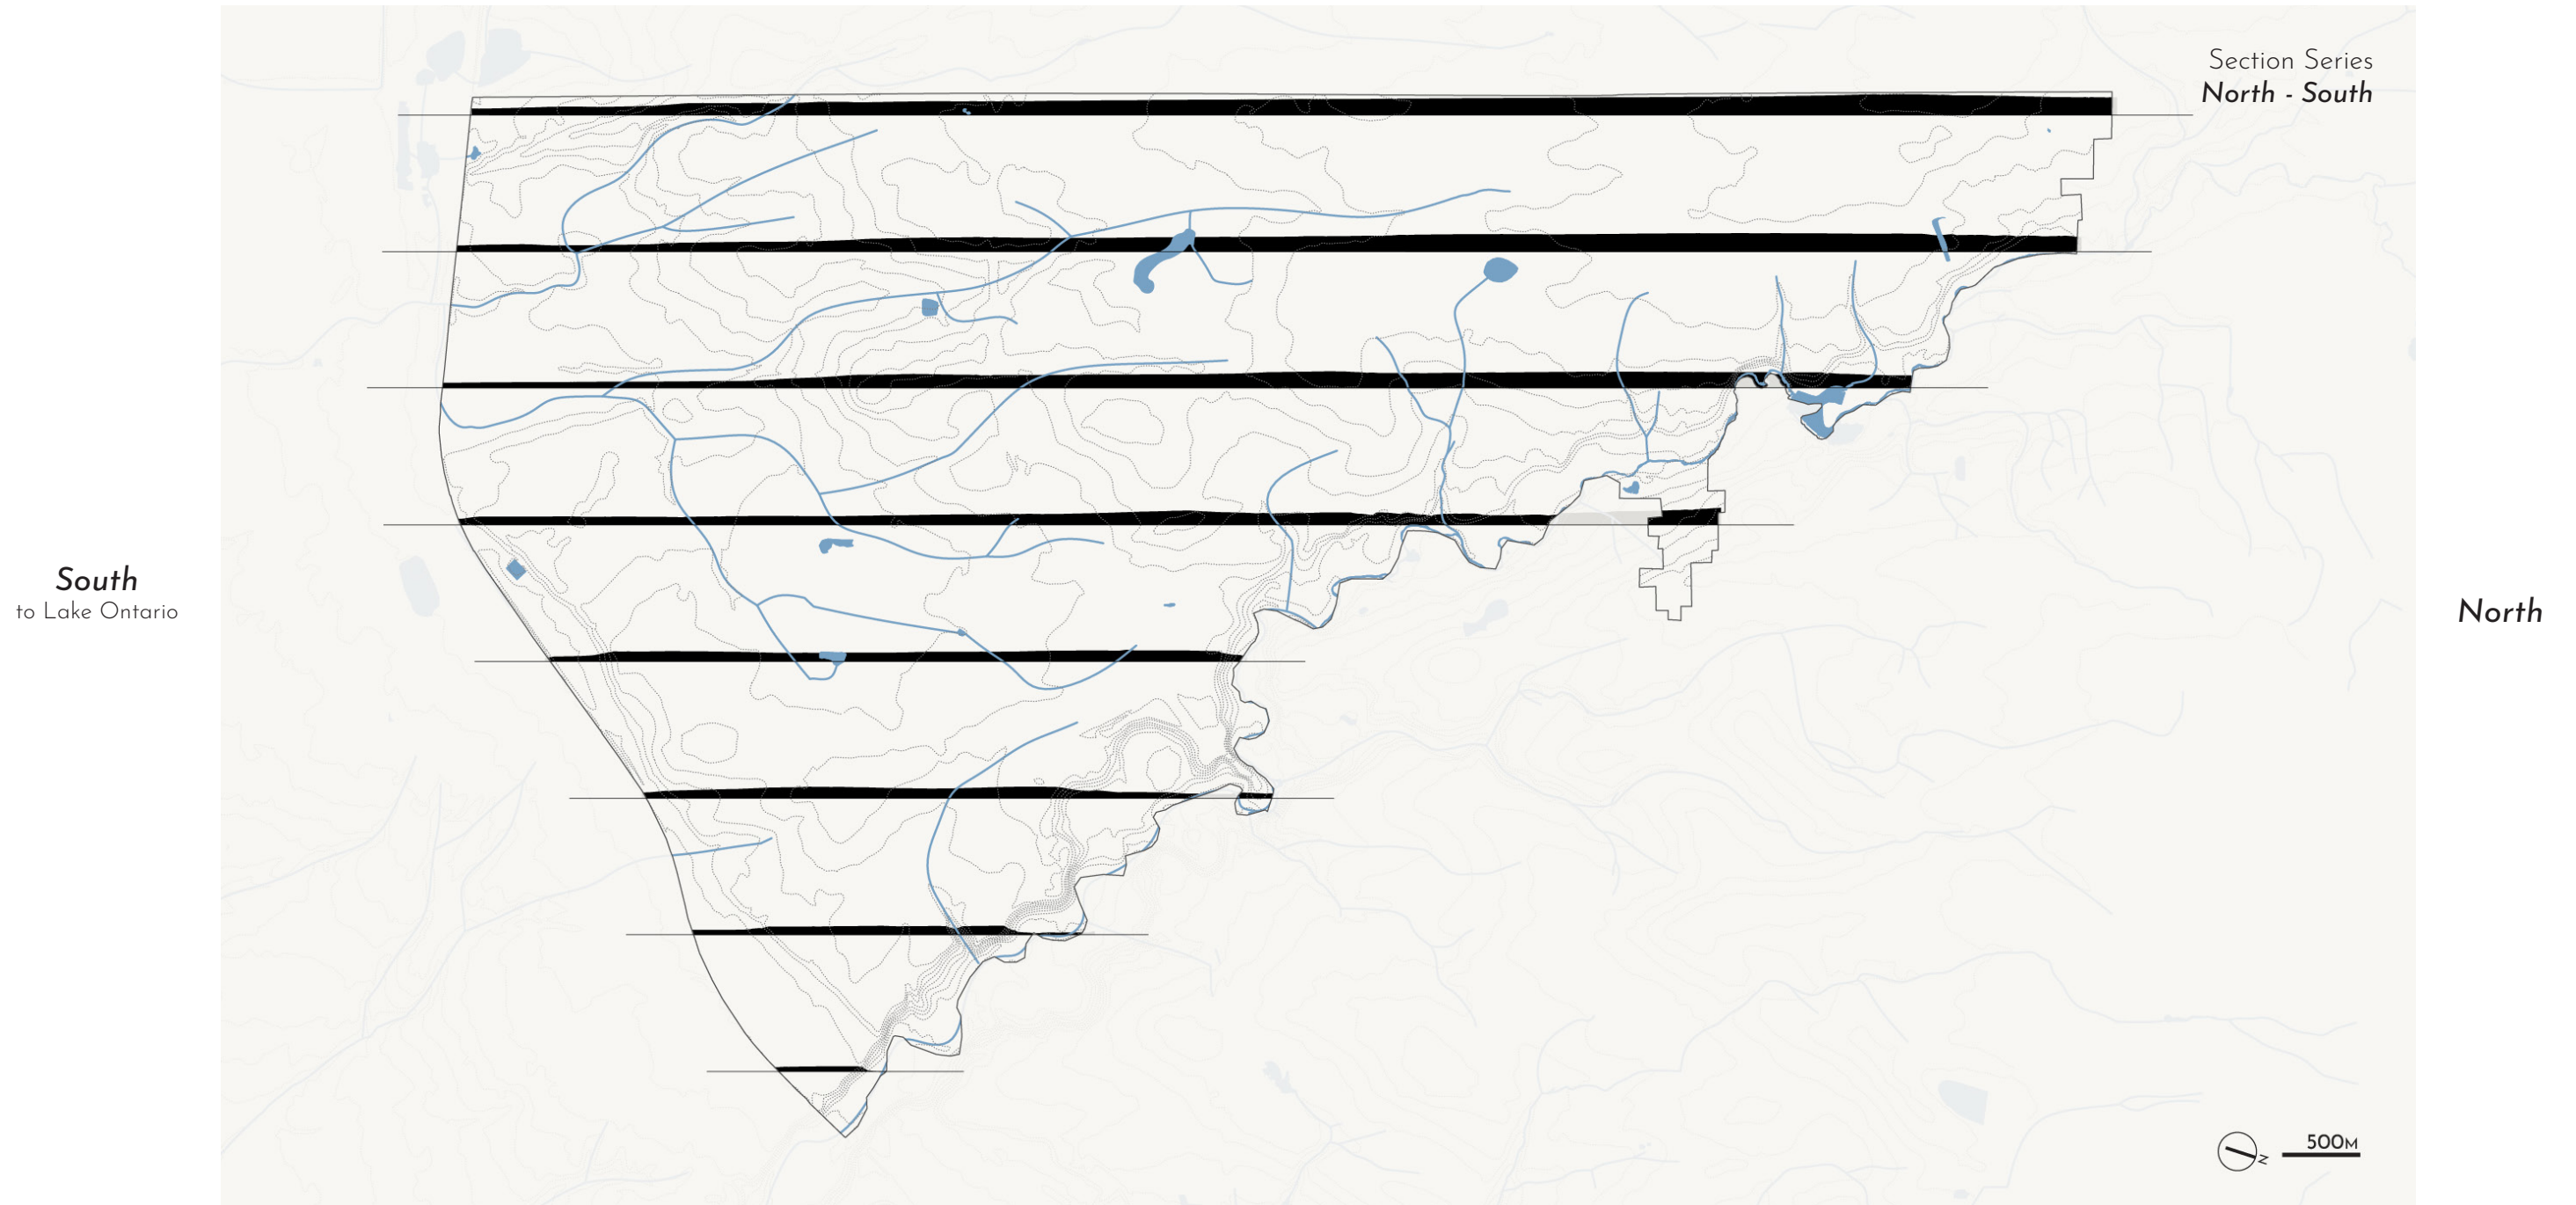 Section Series
North - South
South
to Lake Ontario
North
N
500M